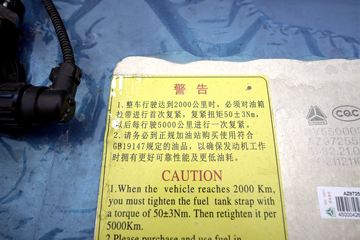 警 告
1. 整车行驶达到2000公里时，必须对油箱
拉带进行首次复紧，复紧扭矩50±3Nm，
以后每行驶5000公里进行一次复紧。
2. 请务必到正规加油站购买使用符合
GB19147规定的油品，以确保发动机工作
时拥有更好可靠性能及更低油耗。
CAUTION
1. When the vehicle reaches 2000 Km,
you must tighten the fuel tank strap with
a torque of 50±3Nm. Then retighten it per
5000Km.
2. Please purchase and use fuel in
CQC